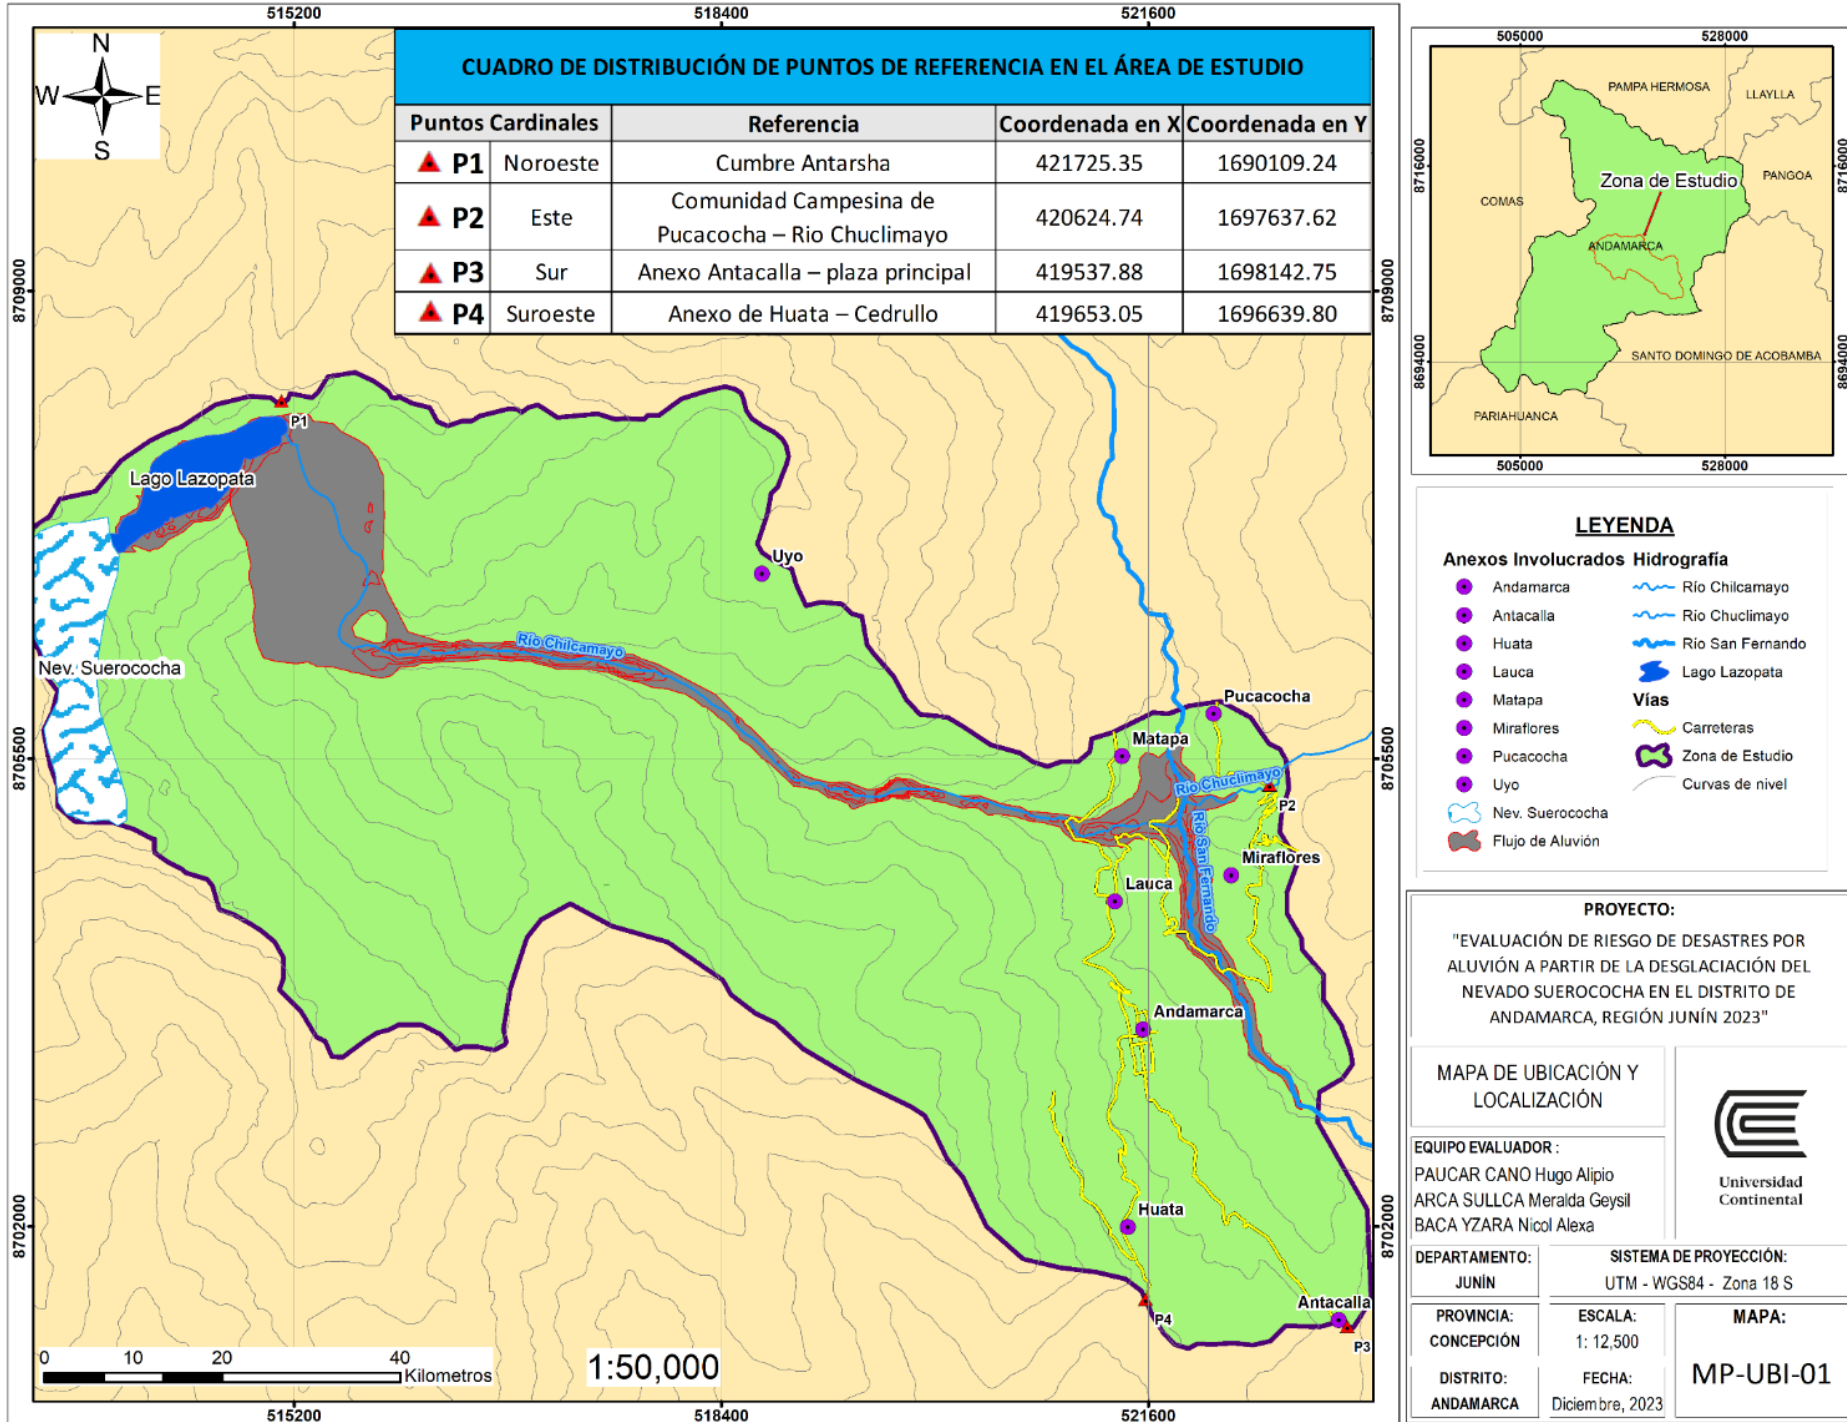 515200
518400
521600
N
W
E
S
CUADRO DE DISTRIBUCIÓN DE PUNTOS DE REFERENCIA EN EL ÁREA DE ESTUDIO
Puntos Cardinales Referencia Coordenada en X Coordenada en Y
P1 Noroeste Cumbre Antarsha 421725.35 1690109.24
P2 Este Comunidad Campesina de
Pucacocha – Rio Chuclimayo 420624.74 1697637.62
P3 Sur Anexo Antacalla – plaza principal 419537.88 1698142.75
P4 Suroeste Anexo de Huata – Cedrullo 419653.05 1696639.80
8709000
8709000
8705500
8705500
8702000
8702000
P1
Lago Lazopata
Uyo
Río Chilcamayo
Nev. Suerococha
Pucacocha
Matapa
Río Chuclimayo
P2
Río San Fernando
Miraflores
Lauca
Andamarca
Huata
P4
Antacalla
P3
0 10 20 40
Kilometros
1:50,000
515200
518400
521600
505000
528000
PAMPA HERMOSA
LLAYLLA
8716000
8716000
Zona de Estudio
PANGOA
COMAS
ANDAMARCA
8694000
8694000
SANTO DOMINGO DE ACOBAMBA
PARIAHUANCA
505000
528000
LEYENDA
Anexos Involucrados Hidrografía
Andamarca Río Chilcamayo
Antacalla Río Chuclimayo
Huata Rio San Fernando
Lauca Lago Lazopata
Matapa Vías
Miraflores Carreteras
Pucacocha Zona de Estudio
Uyo Curvas de nivel
Nev. Suerococha
Flujo de Aluvión
PROYECTO:
"EVALUACIÓN DE RIESGO DE DESASTRES POR
ALUVIÓN A PARTIR DE LA DESGLACIACIÓN DEL
NEVADO SUEROCOCHA EN EL DISTRITO DE
ANDAMARCA, REGIÓN JUNÍN 2023"
MAPA DE UBICACIÓN Y
LOCALIZACIÓN
EQUIPO EVALUADOR :
PAUCAR CANO Hugo Alipio
ARCA SULLCA Meralda Geysil
BACA YZARA Nicol Alexa
Universidad
Continental
DEPARTAMENTO:
JUNÍN
SISTEMA DE PROYECCIÓN:
UTM - WGS84 - Zona 18 S
PROVINCIA:
CONCEPCIÓN
ESCALA:
1: 12,500
MAPA:
MP-UBI-01
DISTRITO:
ANDAMARCA
FECHA:
Diciembre, 2023